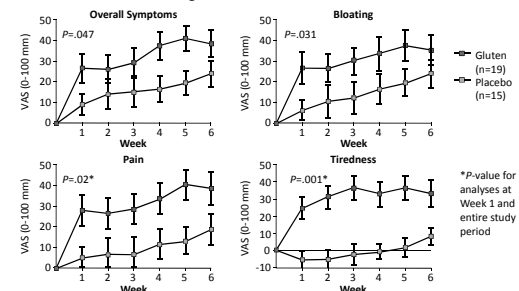 Overall Symptoms
Bloating
VAS (0-100 mm)
50
40
30
20
10
0
P=.047
1 2 3 4 5 6
Week
VAS (0-100 mm)
50
40
30
20
10
0
P=.031
1 2 3 4 5 6
Week
Gluten
(n=19)
Placebo
(n=15)
Pain
Tiredness
VAS (0-100 mm)
50
40
30
20
10
0
P=.02*
1 2 3 4 5 6
Week
VAS (0-100 mm)
50
40
30
20
10
0
-10
P=.001*
1 2 3 4 5 6
Week
*P-value for
analyses at
Week 1 and
entire study
period